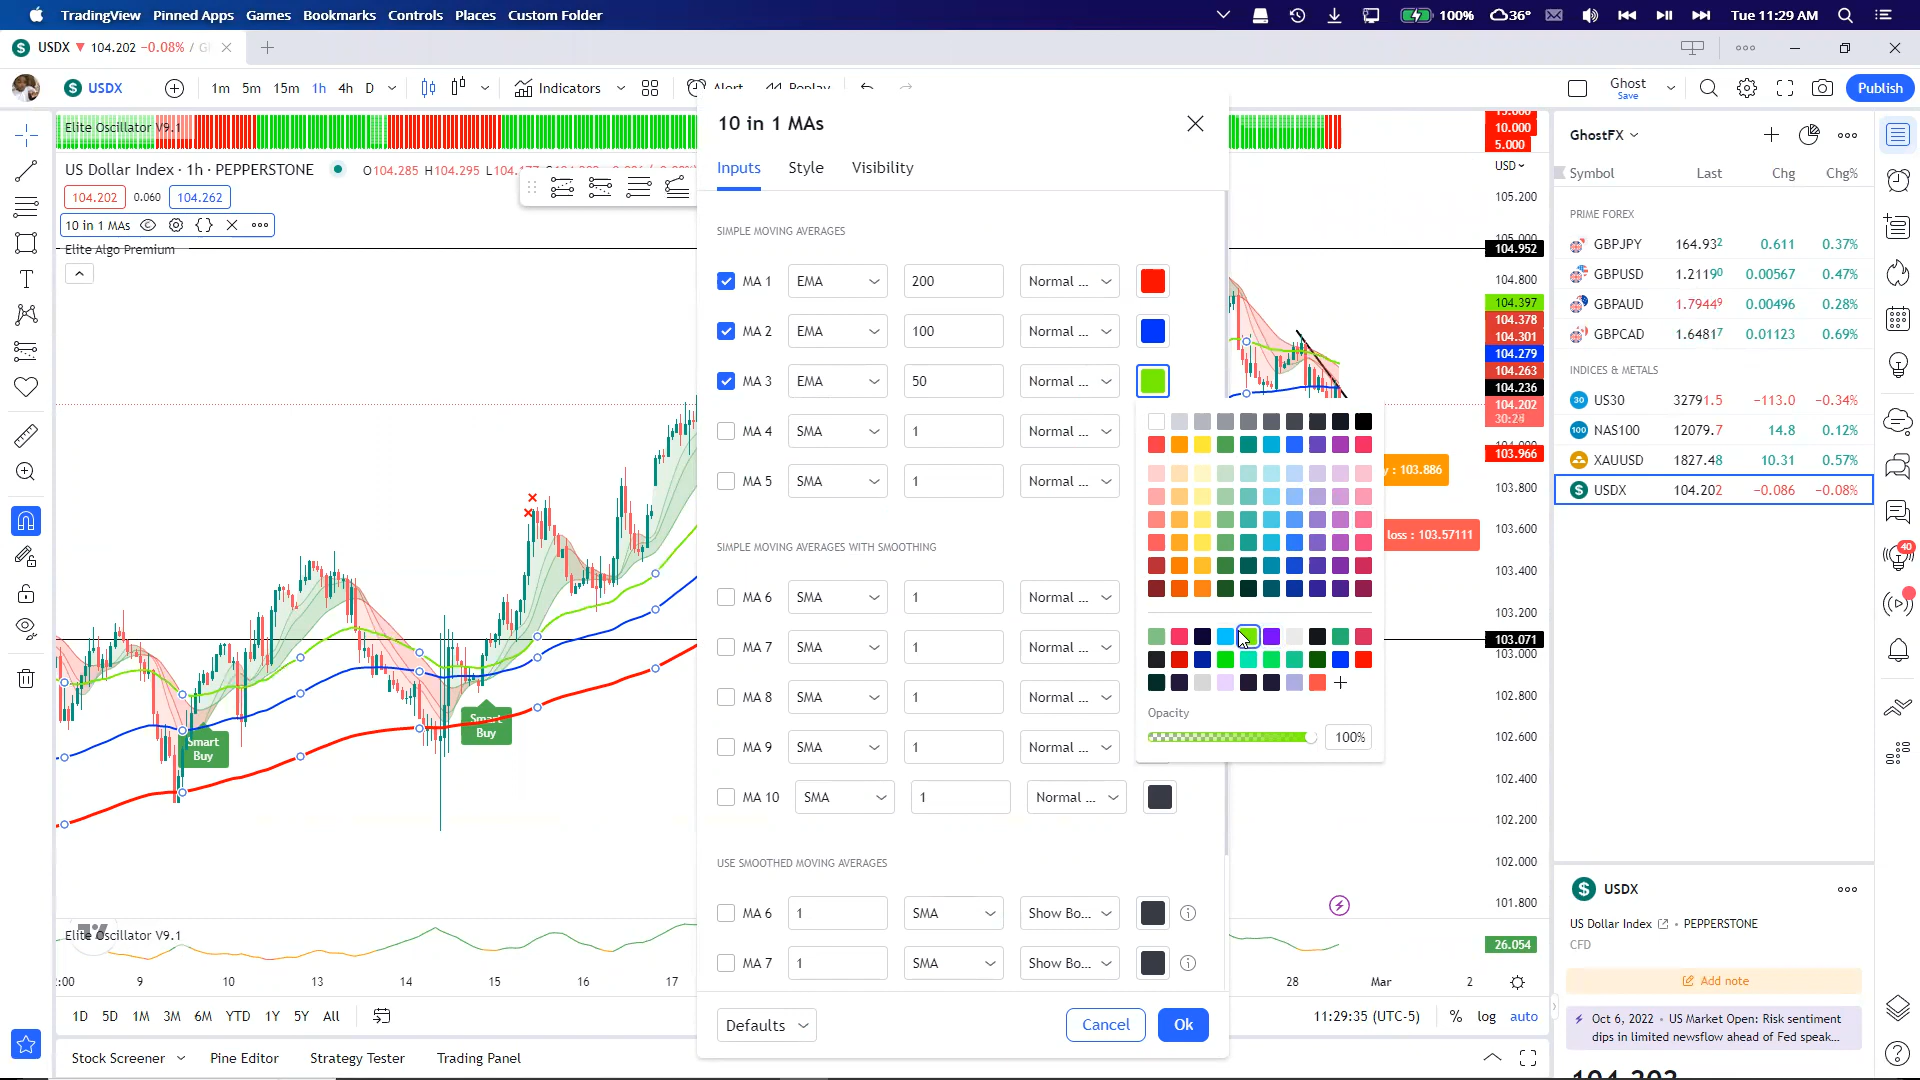 TradingView Pinned Apps Games Bookmarks Controls Places Custom Folder
100% 36° Tue 11:29 AM
USDX 104.202 -0.08% /
USDX 1m 5m 15m 1h 4h D Indicators Alert Replay
Ghost
Save
Publish
Elite Oscillator V9.1
US Dollar Index · 1h · PEPPERSTONE O104.285 H104.295
104.202 0.060 104.262
10 in 1 MAs
Elite Algo Premium
Smart
Buy
Smart
Buy
10 in 1 MAs
Inputs Style Visibility
SIMPLE MOVING AVERAGES
MA 1 EMA 200 Normal ...
MA 2 EMA 100 Normal ...
MA 3 EMA 50 Normal ...
MA 4 SMA 1 Normal ...
MA 5 SMA 1 Normal ...
SIMPLE MOVING AVERAGES WITH SMOOTHING
MA 6 SMA 1 Normal ...
MA 7 SMA 1 Normal ...
MA 8 SMA 1 Normal ...
MA 9 SMA 1 Normal ...
MA 10 SMA 1 Normal ...
USE SMOOTHED MOVING AVERAGES
MA 6 1 SMA Show Bo...
MA 7 1 SMA Show Bo...
Defaults Cancel Ok
Opacity
100%
: 103.886
loss : 103.57111
10.000
5.000
USD
105.200
104.952
104.800
104.397
104.378
104.301
104.279
104.263
104.236
104.202
30:24
103.966
103.800
103.600
103.400
103.200
103.071
103.000
102.800
102.600
102.400
102.200
102.000
101.800
Elite Oscillator V9.1
26.054
:00 9 10 13 14 15 16 17 28 Mar 2
1D 5D 1M 3M 6M YTD 1Y 5Y All
11:29:35 (UTC-5) % log auto
Stock Screener Pine Editor Strategy Tester Trading Panel
GhostFX
Symbol Last Chg Chg%
PRIME FOREX
GBPJPY 164.932 0.611 0.37%
GBPUSD 1.21190 0.00567 0.47%
GBPAUD 1.79449 0.00496 0.28%
GBPCAD 1.64817 0.01123 0.69%
INDICES & METALS
30 US30 32791.5 −113.0 −0.34%
100 NAS100 12079.7 14.8 0.12%
XAUUSD 1827.48 10.31 0.57%
USDX 104.202 −0.086 −0.08%
40
USDX
US Dollar Index • PEPPERSTONE
CFD
Add note
Oct 6, 2022 • US Market Open: Risk sentiment
dips in limited newsflow ahead of Fed speak...